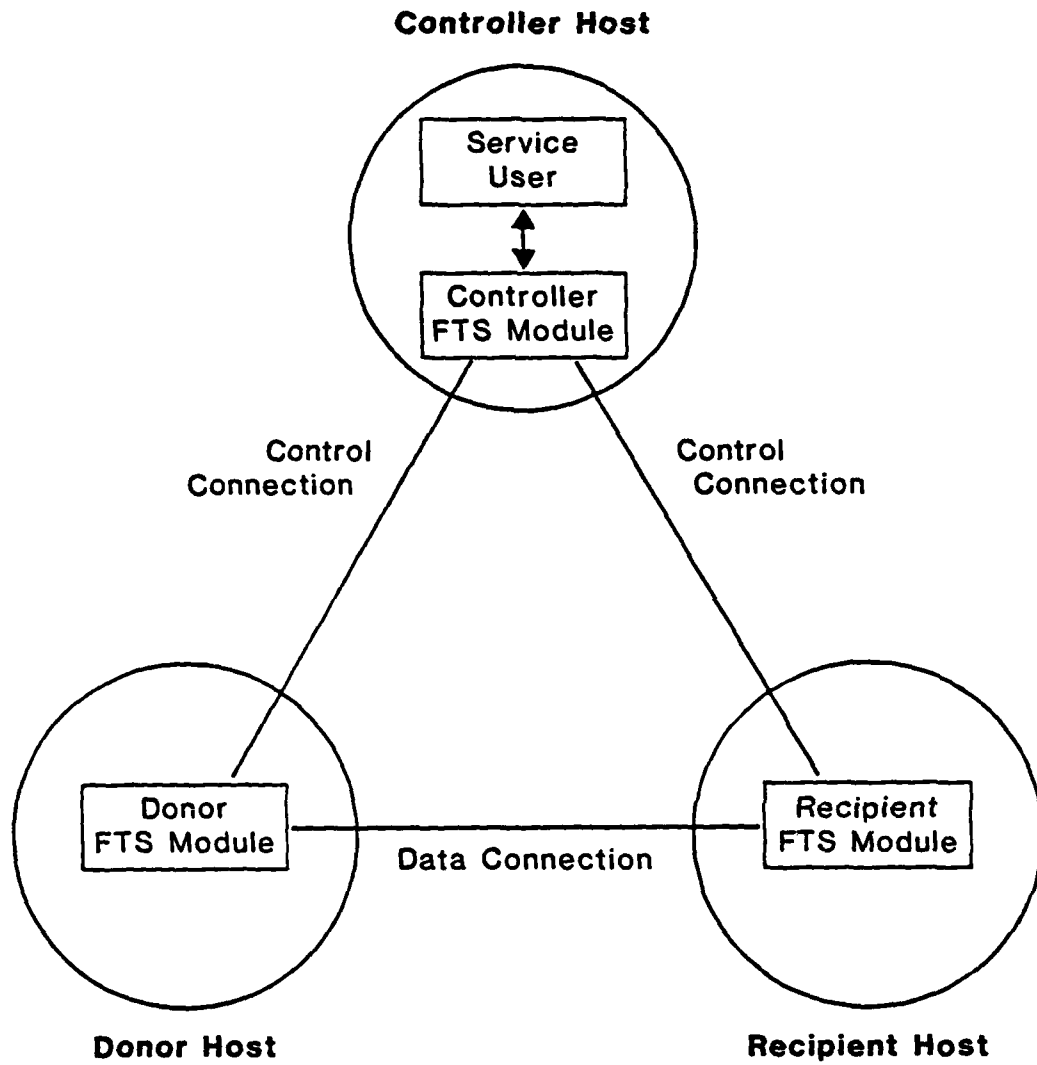 Controller Host
Service
User
Controller
FTS Module
Control
Connection
Control
Connection
Donor
FTS Module
Data Connection
Recipient
FTS Module
Donor Host
Recipient Host